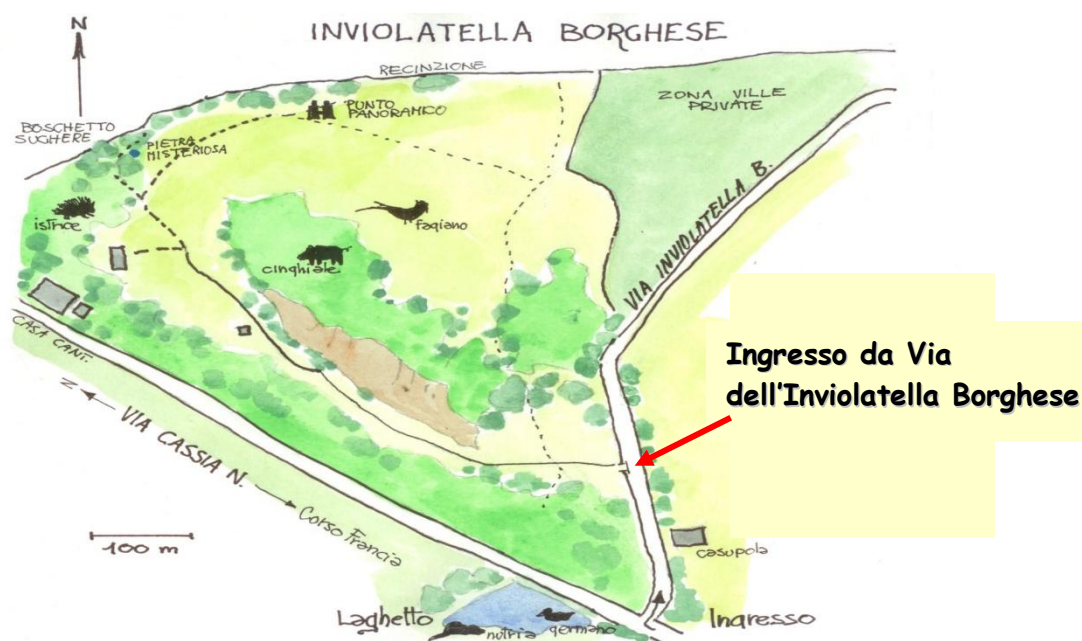 N
INVIOLATELLA BORGHESE
RECINZIONE
ZONA VILLE
PRIVATE
PUNTO
PANORAMICO
BOSCHETTO
SUGHERE
PIETRA
MISTERIOSA
istrice
fagiano
cinghiale
VIA INVIOLATELLA B.
CASA CANT.
Ingresso da Via
dell'Inviolatella Borghese
N
VIA CASSIA N.
Corso Francia
100 m
casupola
Laghetto
nutria
germano
Ingresso